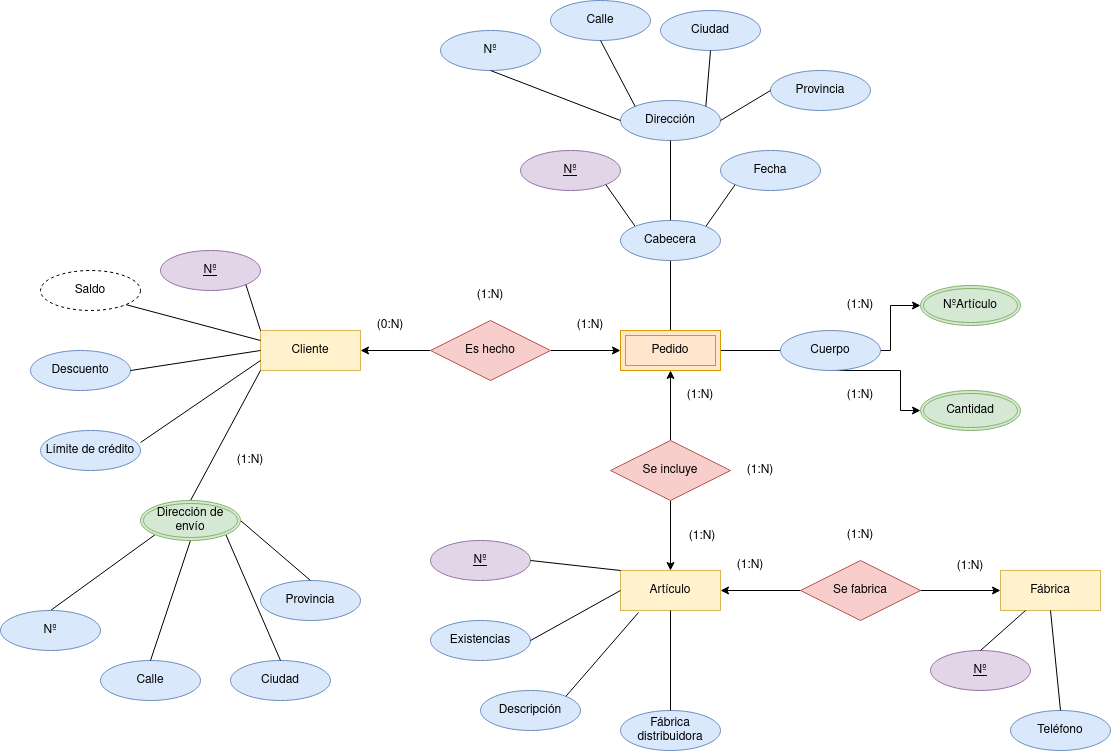 Calle
Ciudad
Nº
Provincia
Dirección
Nº
Fecha
Cabecera
Nº
Saldo
(1:N)
(0:N)
(1:N)
(1:N)
NºArtículo
Cliente
Es hecho
Pedido
Cuerpo
Descuento
(1:N)
(1:N)
Cantidad
Límite de crédito
(1:N)
Se incluye
(1:N)
Dirección de
envío
(1:N)
(1:N)
Nº
(1:N)
(1:N)
Provincia
Artículo
Se fabrica
Fábrica
Nº
Existencias
Calle
Ciudad
Nº
Descripción
Fábrica
distribuidora
Teléfono